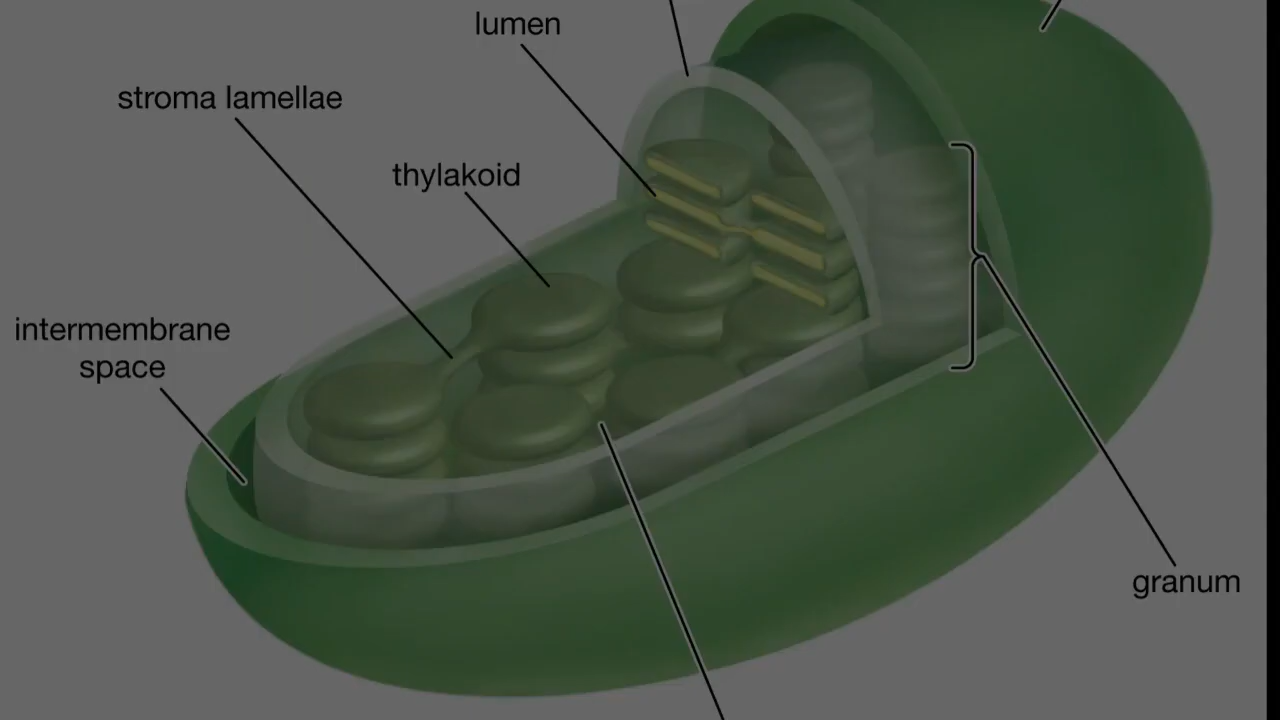 lumen
stroma lamellae
thylakoid
intermembrane
space
granum